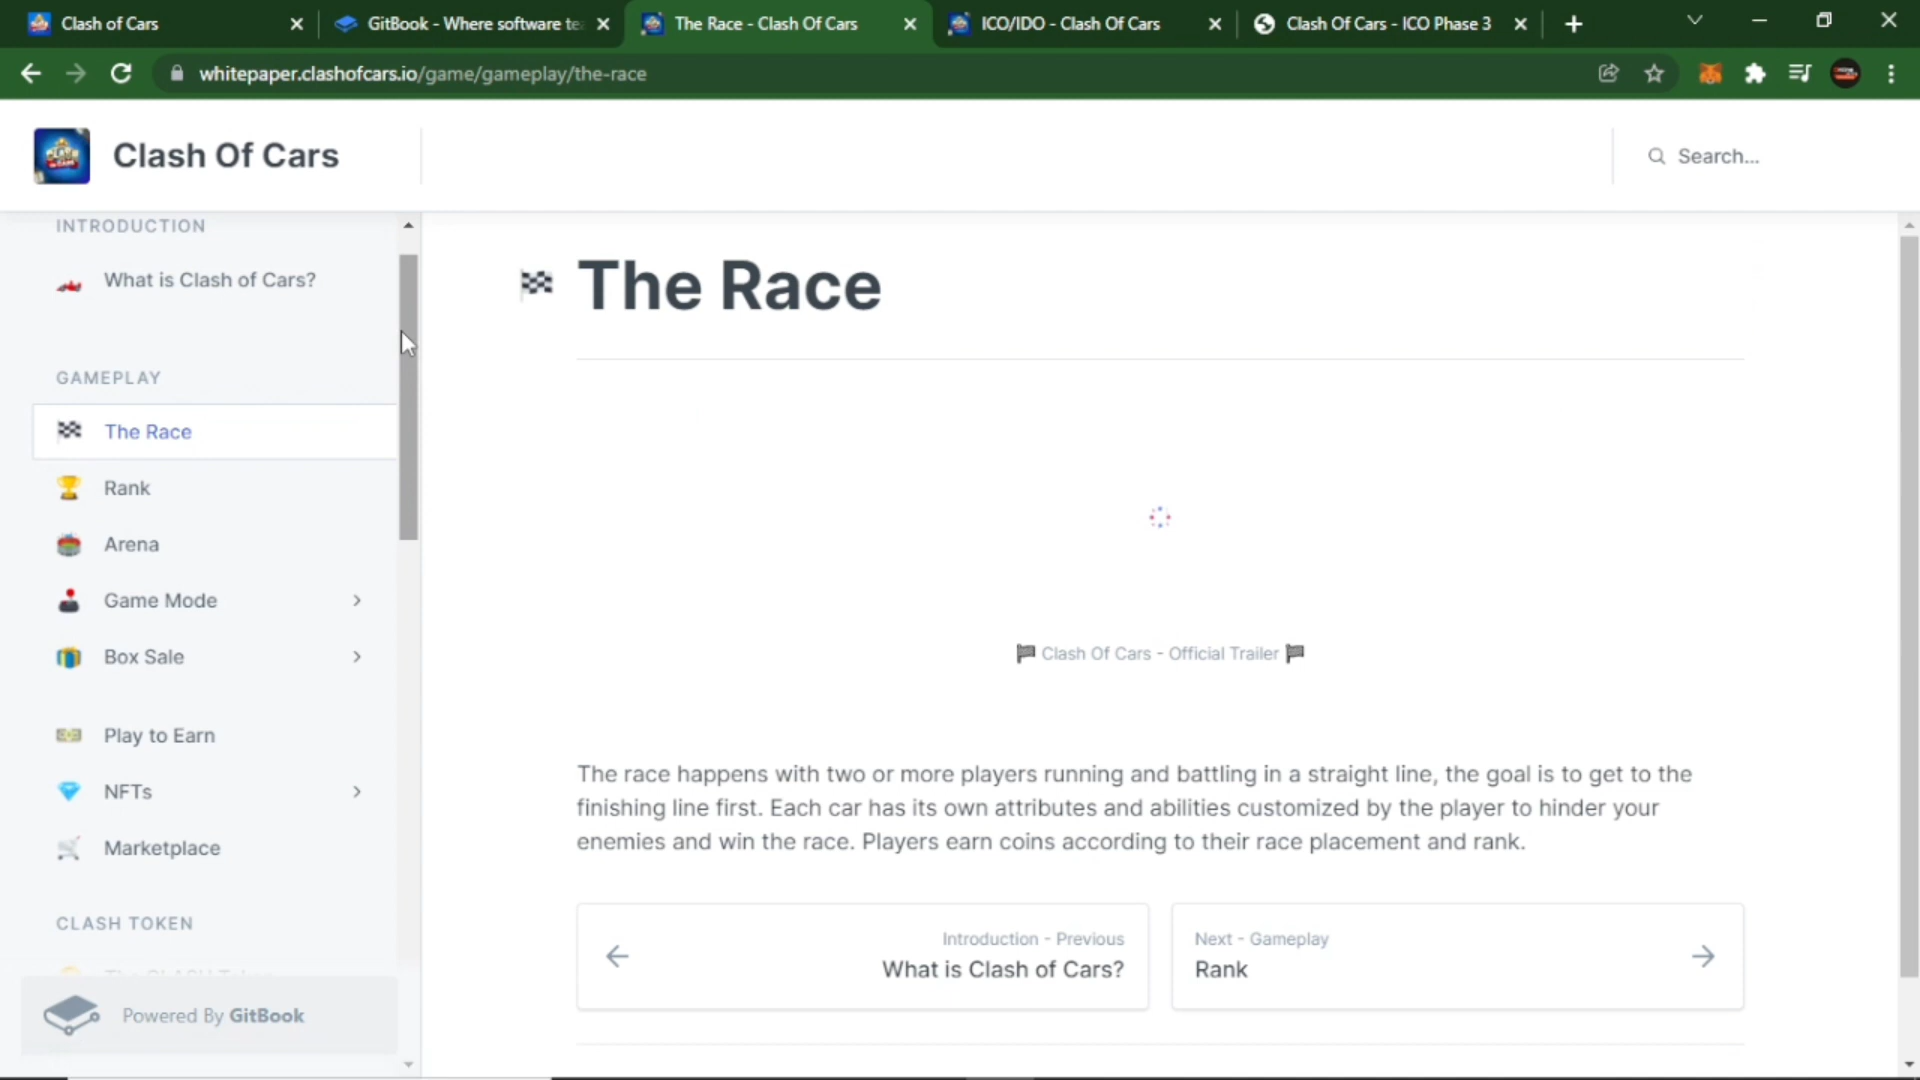 Clash of Cars
GitBook - Where software te
The Race - Clash Of Cars
ICO/IDO - Clash Of Cars
Clash Of Cars - ICO Phase 3
whitepaper.clashofcars.io/game/gameplay/the-race
Clash Of Cars
Search...
INTRODUCTION
What is Clash of Cars?
GAMEPLAY
The Race
Rank
Arena
Game Mode
Box Sale
Play to Earn
NFTs
Marketplace
CLASH TOKEN
The CLASH Token
Powered By GitBook
The Race
Clash Of Cars - Official Trailer
The race happens with two or more players running and battling in a straight line, the goal is to get to the
finishing line first. Each car has its own attributes and abilities customized by the player to hinder your
enemies and win the race. Players earn coins according to their race placement and rank.
Introduction - Previous
What is Clash of Cars?
Next - Gameplay
Rank